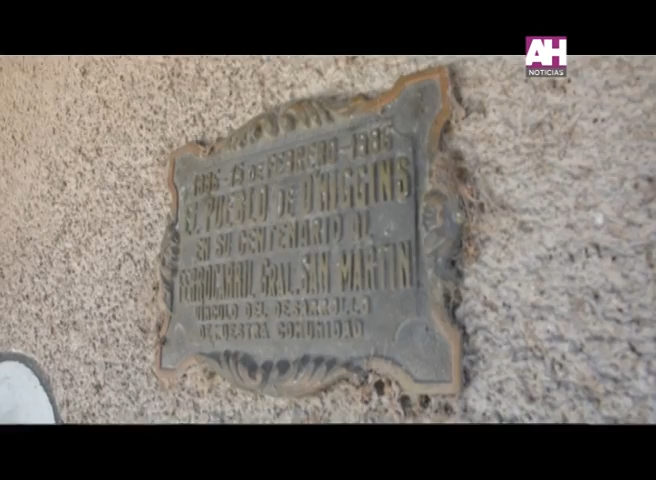 AH
NOTICIAS
1886 - 15 DE FEBRERO - 1986
EL PUEBLO DE O'HIGGINS
EN SU CENTENARIO AL
FERROCARRIL GRAL. SAN MARTIN
VINCULO DEL DESARROLLO
DE NUESTRA COMUNIDAD